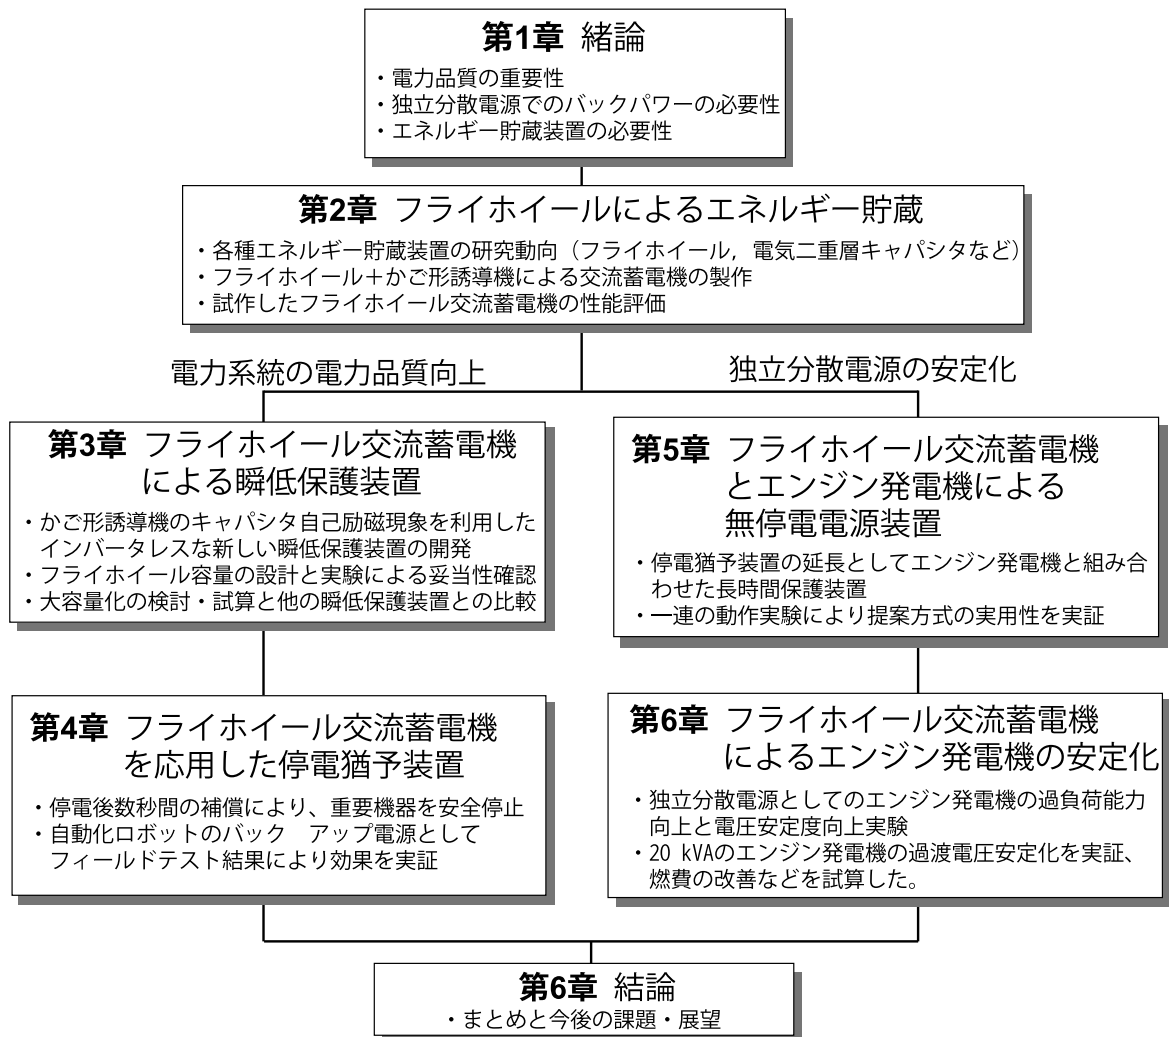 第1章 緒論
・電力品質の重要性
・独立分散電源でのバックパワーの必要性
・エネルギー貯蔵装置の必要性
第2章 フライホイールによるエネルギー貯蔵
・各種エネルギー貯蔵装置の研究動向（フライホイール，電気二重層キャパシタなど）
・フライホイール＋かご形誘導機による交流蓄電機の製作
・試作したフライホイール交流蓄電機の性能評価
電力系統の電力品質向上
第3章 フライホイール交流蓄電機
による瞬低保護装置
・かご形誘導機のキャパシタ自己励磁現象を利用した
インバータレスな新しい瞬低保護装置の開発
・フライホイール容量の設計と実験による妥当性確認
・大容量化の検討・試算と他の瞬低保護装置との比較
第4章 フライホイール交流蓄電機
を応用した停電猶予装置
・停電後数秒間の補償により、重要機器を安全停止
・自動化ロボットのバック　アップ電源として
フィールドテスト結果により効果を実証
独立分散電源の安定化
第5章 フライホイール交流蓄電機
とエンジン発電機による
無停電電源装置
・停電猶予装置の延長としてエンジン発電機と組み合
わせた長時間保護装置
・一連の動作実験により提案方式の実用性を実証
第6章 フライホイール交流蓄電機
によるエンジン発電機の安定化
・独立分散電源としてのエンジン発電機の過負荷能力
向上と電圧安定度向上実験
・20 kVAのエンジン発電機の過渡電圧安定化を実証、
燃費の改善などを試算した。
第6章 結論
・まとめと今後の課題・展望